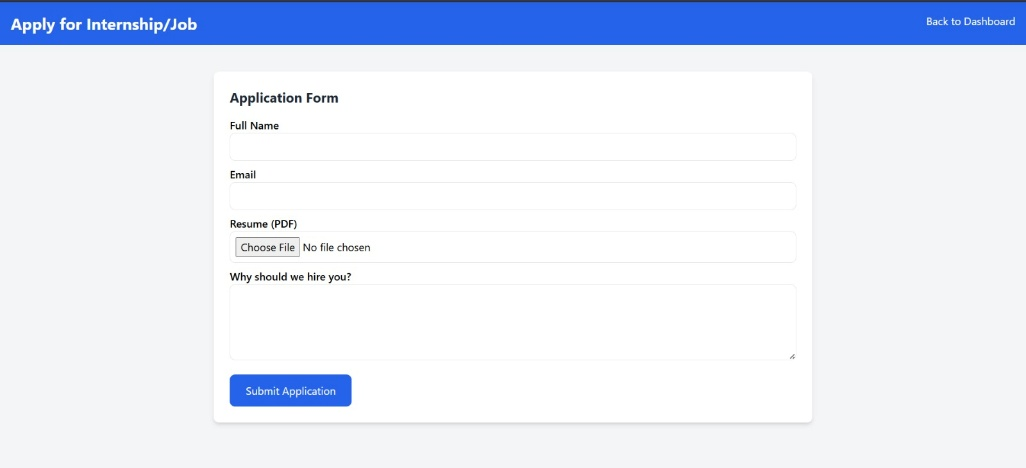 Apply for Internship/Job
Back to Dashboard
Application Form
Full Name
Email
Resume (PDF)
Choose File No file chosen
Why should we hire you?
Submit Application